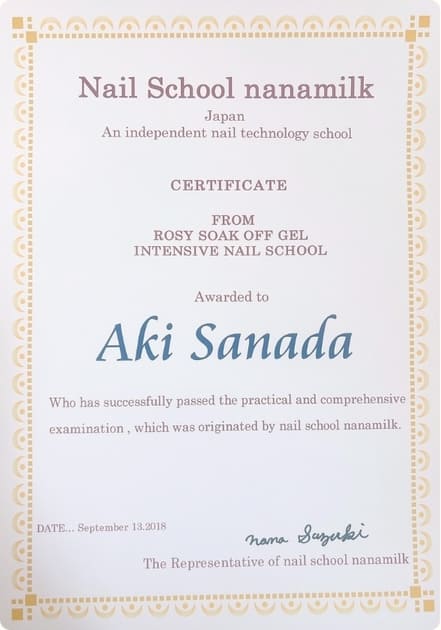 Nail School nanamilk
Japan
An independent nail technology school
CERTIFICATE
FROM
ROSY SOAK OFF GEL
INTENSIVE NAIL SCHOOL
Awarded to
Aki Sanada
Who has successfully passed the practical and comprehensive
examination , which was originated by nail school nanamilk.
DATE... September 13.2018
nana Suzuki
The Representative of nail school nanamilk